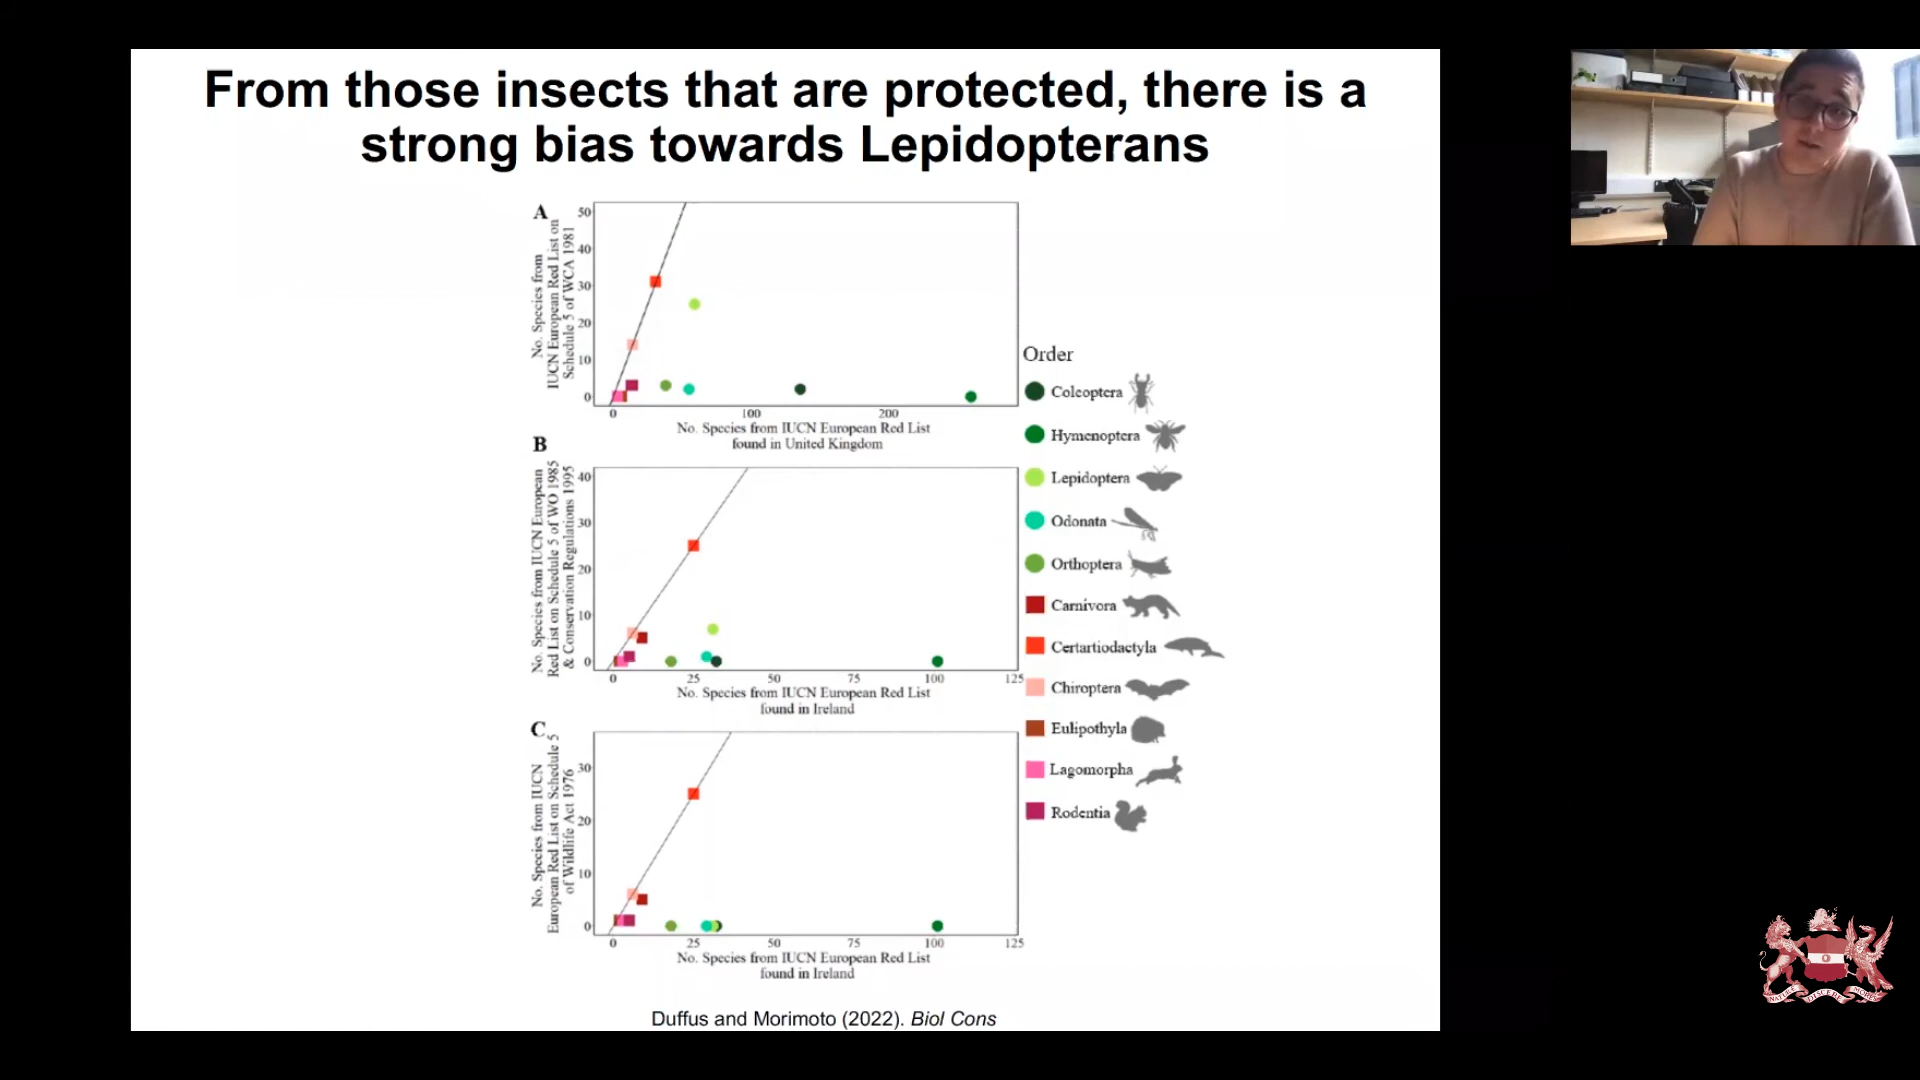 From those insects that are protected, there is a
strong bias towards Lepidopterans
A
No. Species from
IUCN European Red List on
Schedule 5 of WCA 1981
50
40
30
20
10
0
0
100
200
No. Species from IUCN European Red List
found in United Kingdom
B
No. Species from IUCN European
Red List on Schedule 5 of WO 1985
& Conservation Regulations 1995
40
30
20
10
0
0
25
50
75
100
125
No. Species from IUCN European Red List
found in Ireland
C
No. Species from IUCN
European Red List on Schedule 5
of Wildlife Act 1976
30
20
10
0
0
25
50
75
100
125
No. Species from IUCN European Red List
found in Ireland
Order
Coleoptera
Hymenoptera
Lepidoptera
Odonata
Orthoptera
Carnivora
Certartiodactyla
Chiroptera
Eulipothyla
Lagomorpha
Rodentia
Duffus and Morimoto (2022). Biol Cons